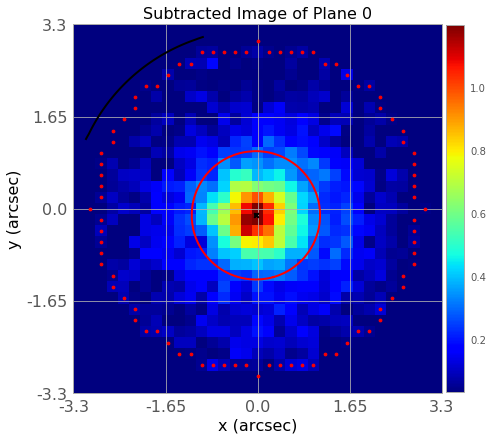 Subtracted Image of Plane 0
3.3
1.65
0.0
-1.65
-3.3
y (arcsec)
-3.3 -1.65 0.0 1.65 3.3
x (arcsec)
1.0
0.8
0.6
0.4
0.2